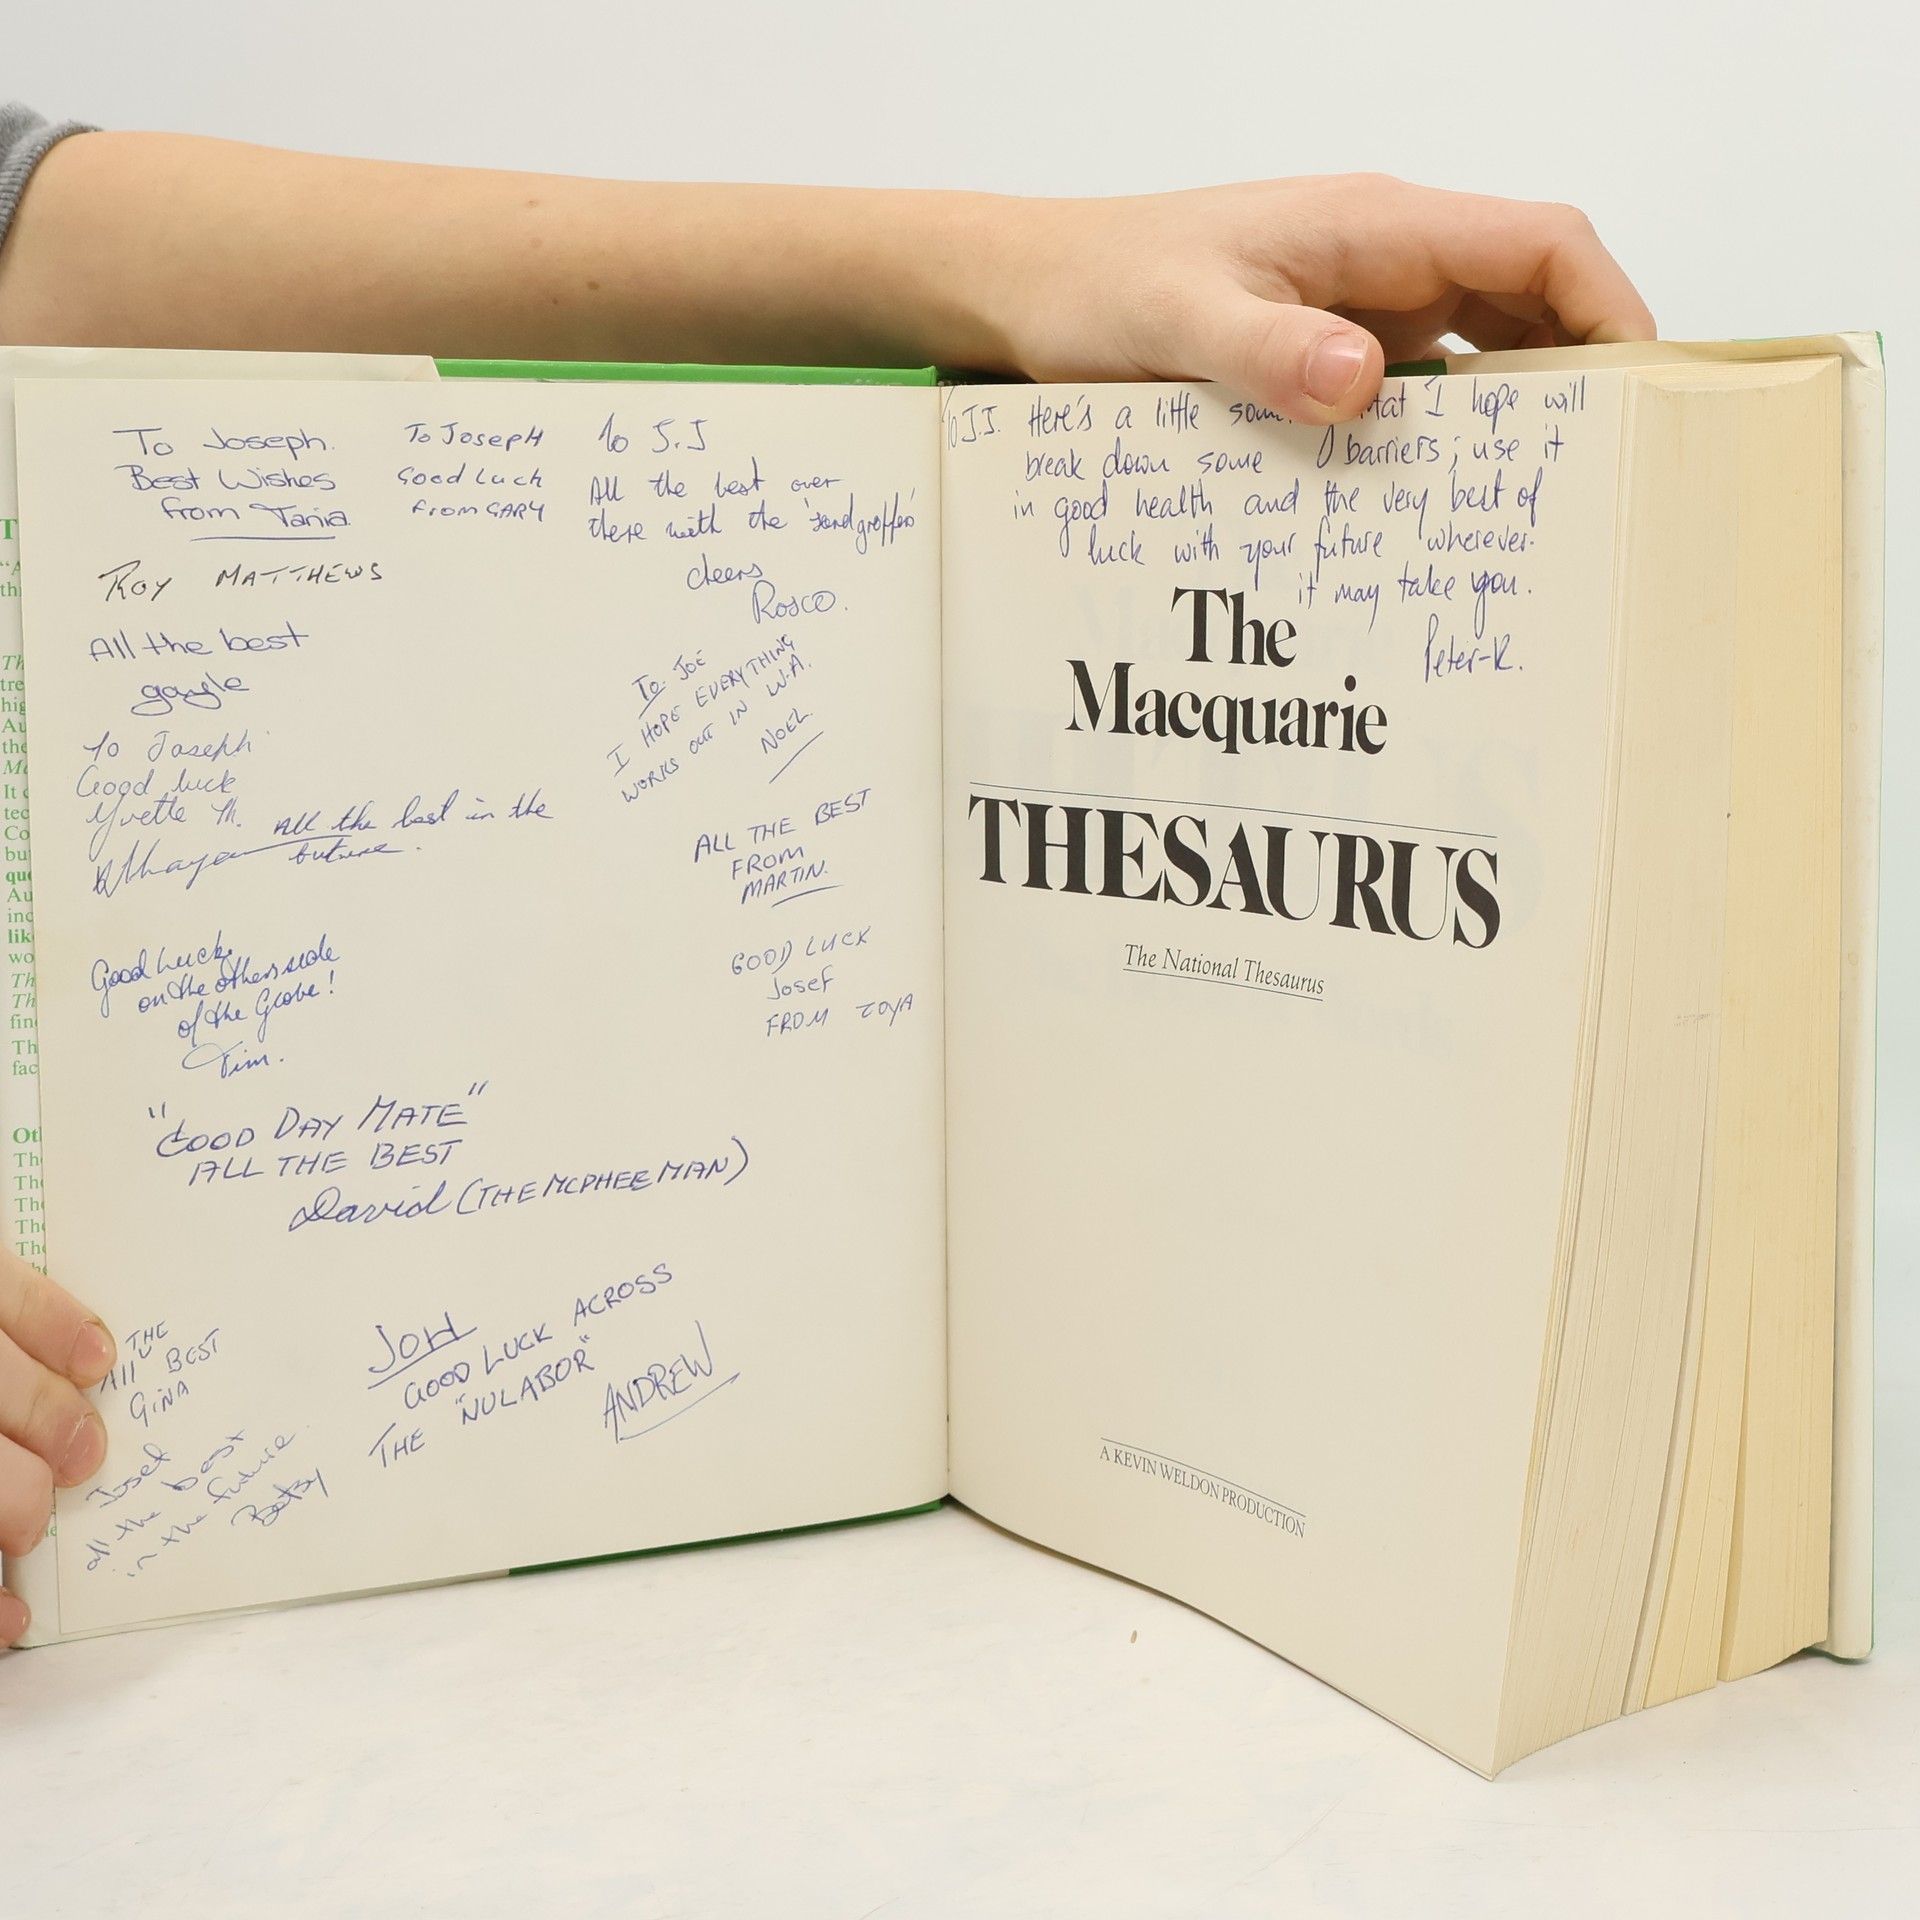 To Joseph.
Best Wishes
from Tania
To Joseph
Good Luck
from GARY
To J.J
All the best over
there with the 'sandgropers'
cheers
Rosco.
ROY MATTHEWS
All the best
gayle
To Joseph
Good luck
Yvette M.
All the best in the
future.
To JOE
I HOPE EVERYTHING
WORKS OUT IN W.A.
NOEL
ALL THE BEST
FROM
MARTIN.
Good Luck
on the other side
of the Globe!
Tim.
GOOD LUCK
Josef
FROM ZOYA
"GOOD DAY MATE"
ALL THE BEST
David (THE MCPHEE MAN)
All THE BEST
GINA
JOH
GOOD LUCK ACROSS
THE "NULABOR"
ANDREW
Josef
all the best
in the future
Betsy
To J.J. Here's a little that I hope will
break down some barriers; use it
in good health and the very best of
luck with your future wherever
it may take you.
Peter-K.
The
Macquarie
THESAURUS
The National Thesaurus
A KEVIN WELDON PRODUCTION